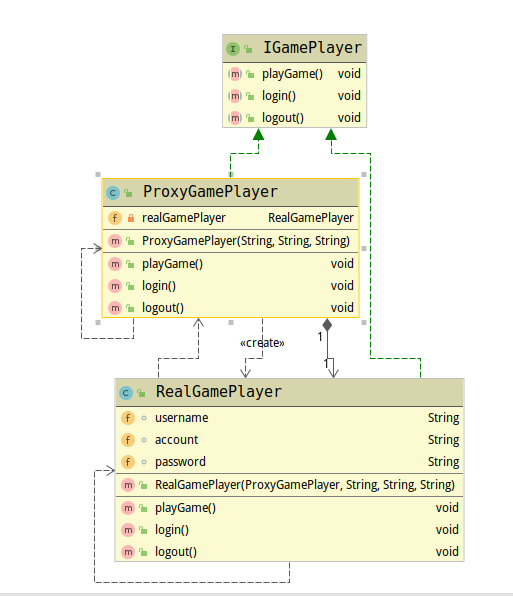 I IGamePlayer
m playGame() void
m login() void
m logout() void
C ProxyGamePlayer
f realGamePlayer RealGamePlayer
m ProxyGamePlayer(String, String, String)
m playGame() void
m login() void
m logout() void
1
«create»
1
C RealGamePlayer
f username String
f account String
f password String
m RealGamePlayer(ProxyGamePlayer, String, String, String)
m playGame() void
m login() void
m logout() void